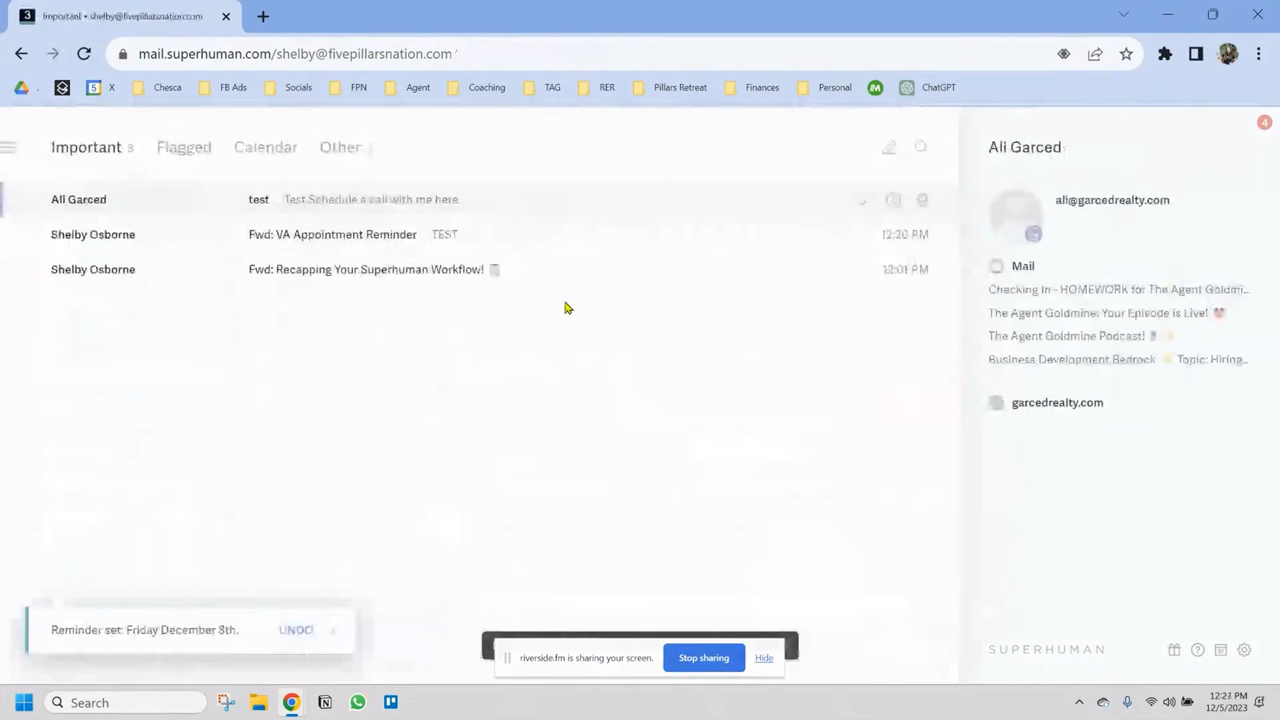 Important • shelby@fivepillarsnation.com
mail.superhuman.com/shelby@fivepillarsnation.com
5 X Chesca FB Ads Socials FPN Agent Coaching TAG RER Pillars Retreat Finances Personal ChatGPT
4
Important 3 Flagged Calendar Other
Ali Garced
Ali Garced test Test Schedule a call with me here.
ali@garcedrealty.com
Shelby Osborne Fwd: VA Appointment Reminder TEST 12:20 PM
Shelby Osborne Fwd: Recapping Your Superhuman Workflow! 12:01 PM
Mail
Checking In - HOMEWORK for The Agent Goldmi...
The Agent Goldmine: Your Episode is Live!
The Agent Goldmine Podcast!
Business Development Bedrock Topic: Hiring...
garcedrealty.com
Reminder set: Friday December 8th. UNDO
riverside.fm is sharing your screen. Stop sharing Hide
SUPERHUMAN
Search
12:27 PM
12/5/2023